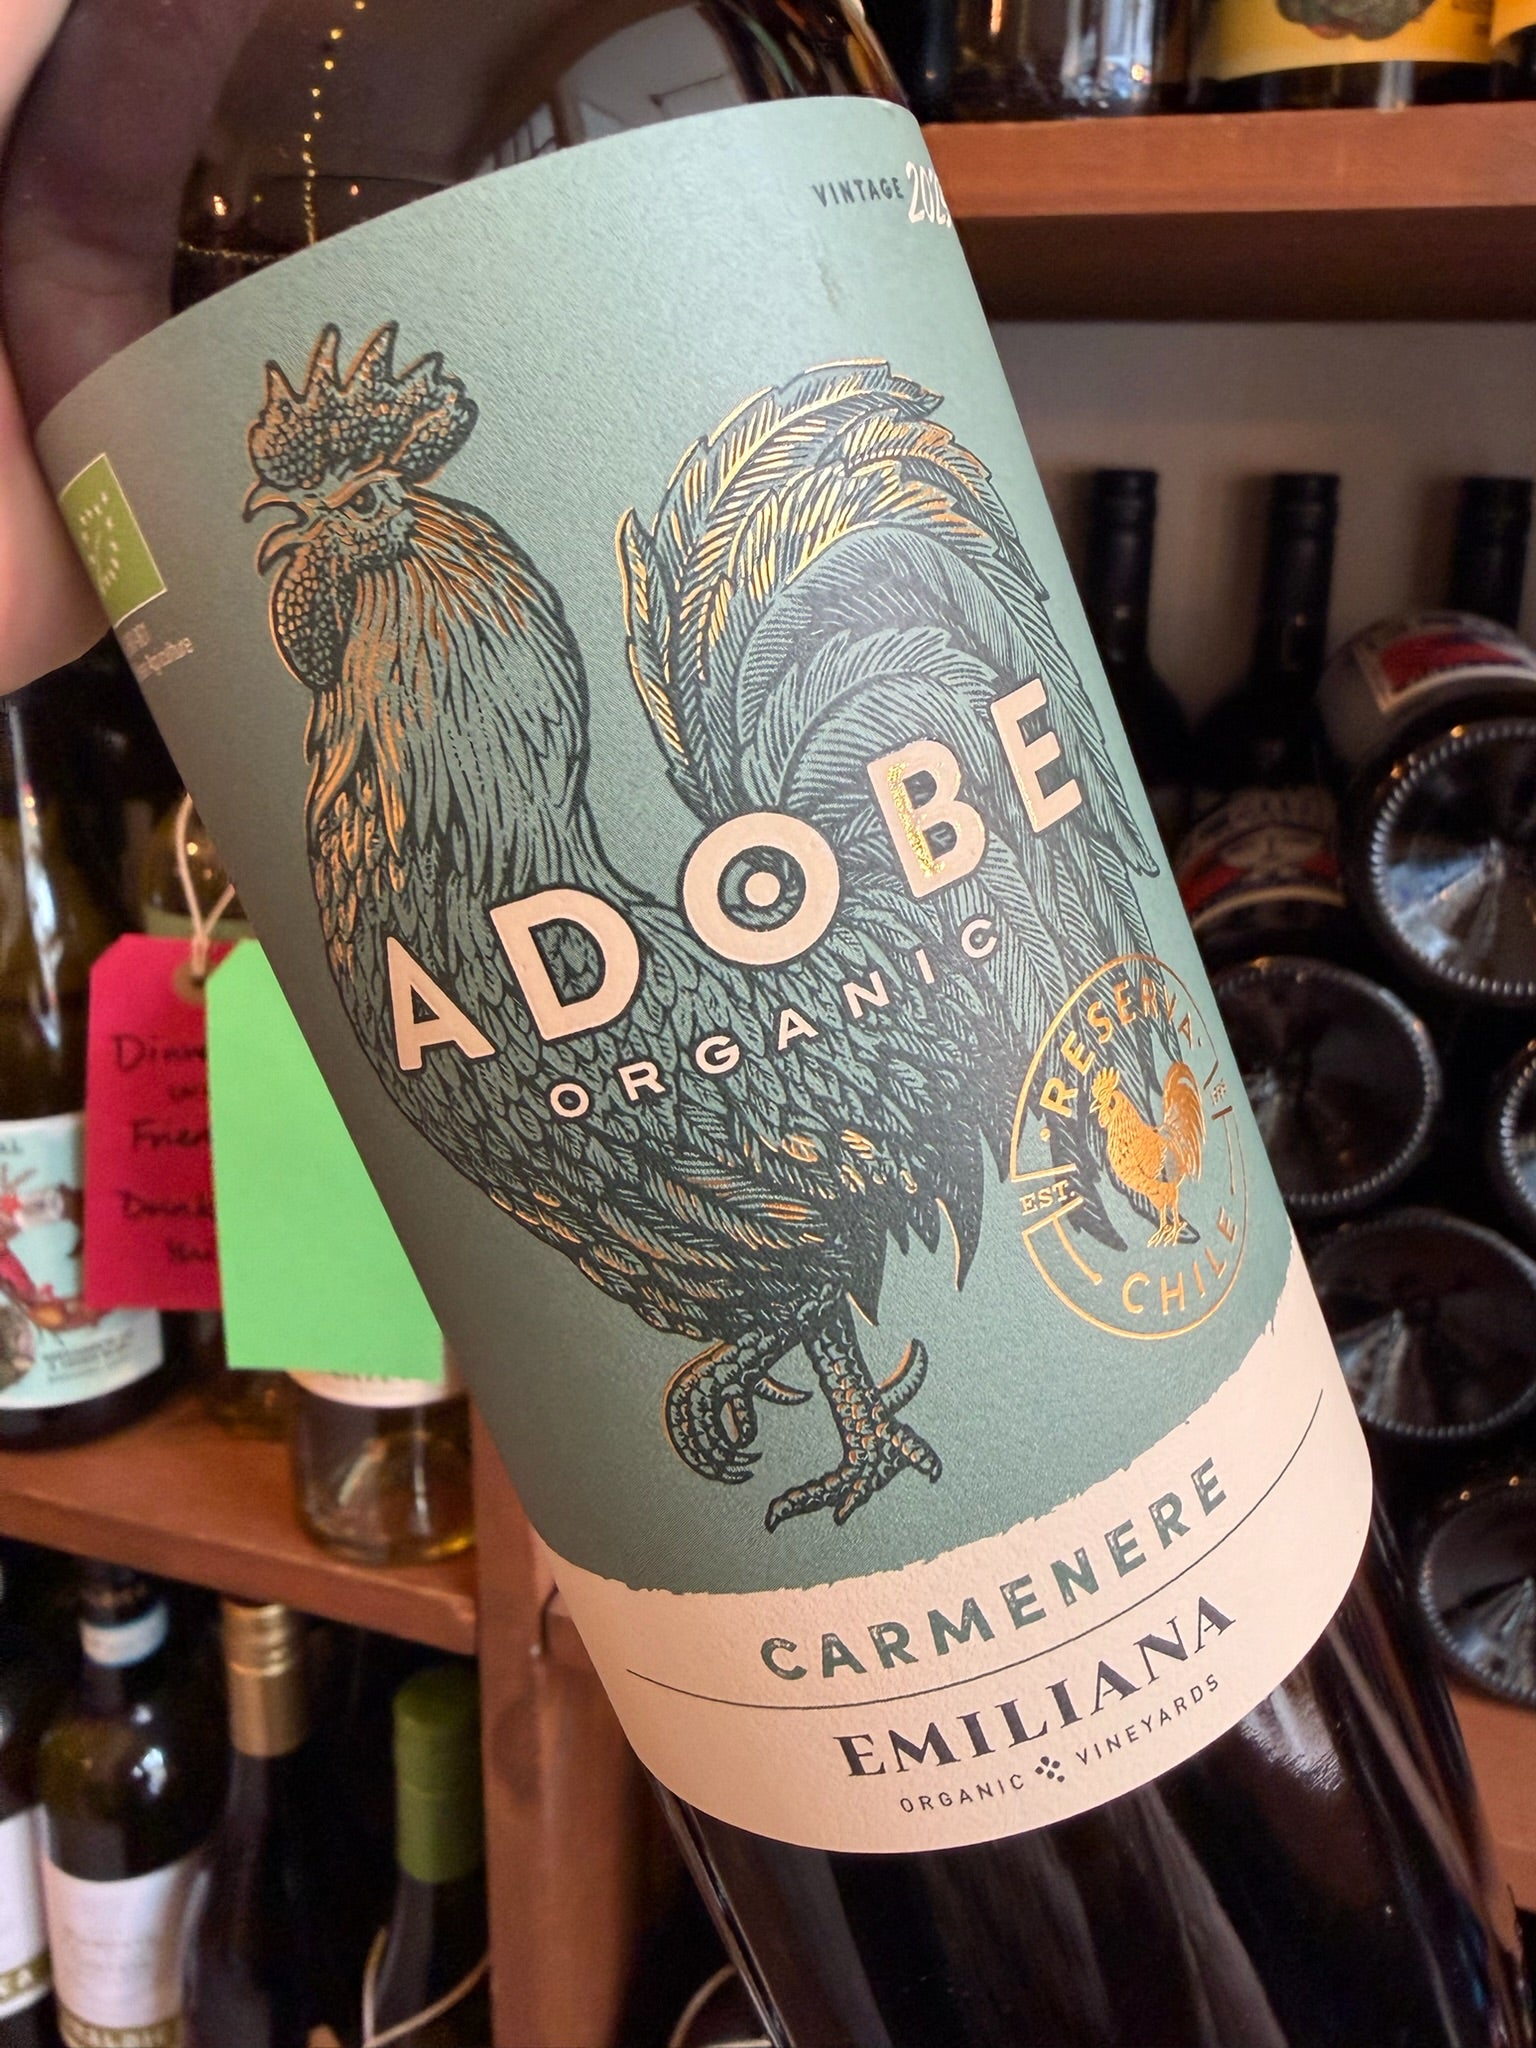 VINTAGE
ADOBE
ORGANIC
RESERVA
EST.
CHILE
CARMENERE
EMILIANA
ORGANIC VINEYARDS